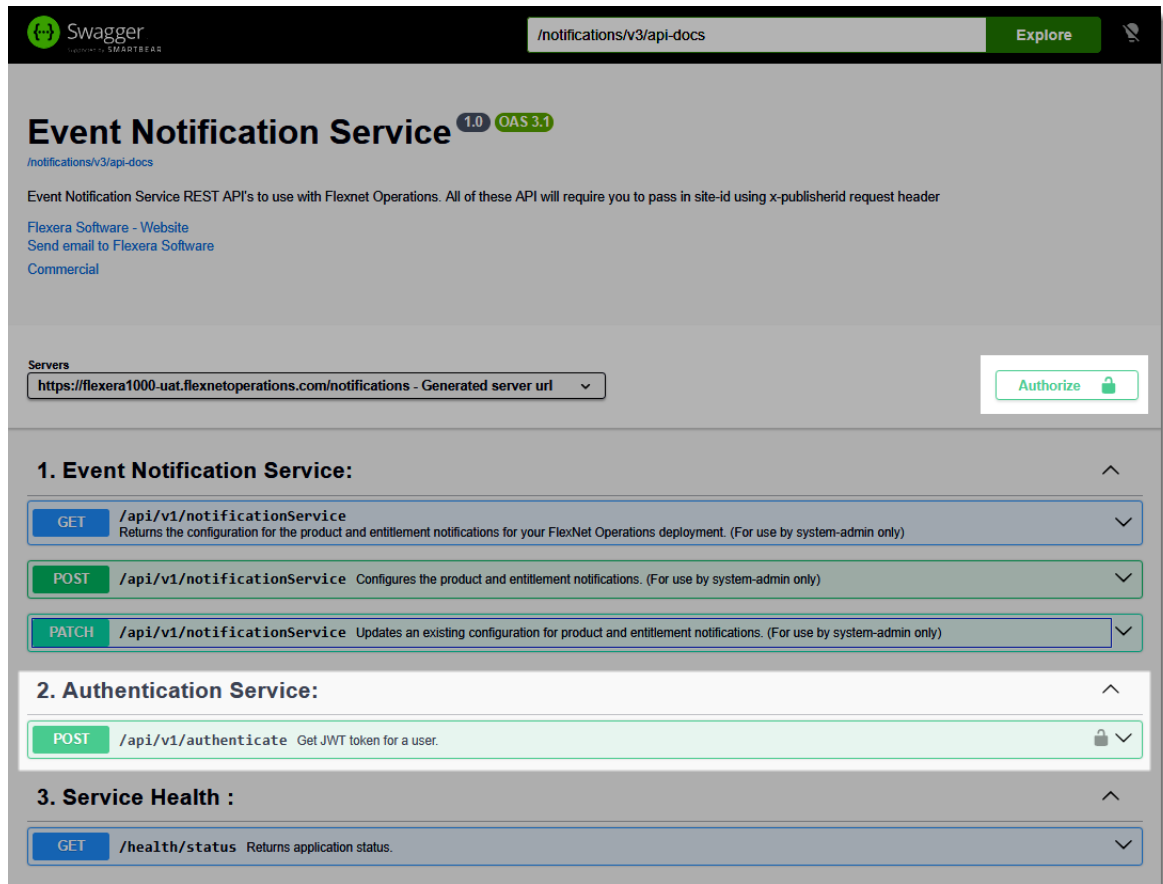 Swagger
Supported by SMARTBEAR
/notifications/v3/api-docs
Explore
Event Notification Service 1.0 OAS 3.1
/notifications/v3/api-docs
Event Notification Service REST API's to use with Flexnet Operations. All of these API will require you to pass in site-id using x-publisherid request header
Flexera Software - Website
Send email to Flexera Software
Commercial
Servers
https://flexera1000-uat.flexnetoperations.com/notifications - Generated server url
Authorize
1. Event Notification Service:
GET /api/v1/notificationService
Returns the configuration for the product and entitlement notifications for your FlexNet Operations deployment. (For use by system-admin only)
POST /api/v1/notificationService Configures the product and entitlement notifications. (For use by system-admin only)
PATCH /api/v1/notificationService Updates an existing configuration for product and entitlement notifications. (For use by system-admin only)
2. Authentication Service:
POST /api/v1/authenticate Get JWT token for a user.
3. Service Health :
GET /health/status Returns application status.